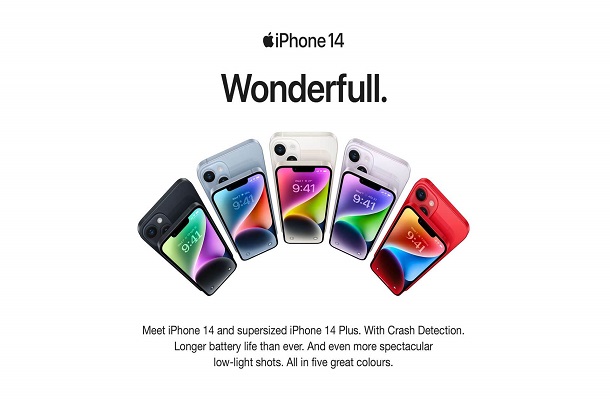 iPhone 14
Wonderfull.
9:41
9:41
9:41
9:41
9:41
Meet iPhone 14 and supersized iPhone 14 Plus. With Crash Detection.
Longer battery life than ever. And even more spectacular
low-light shots. All in five great colours.